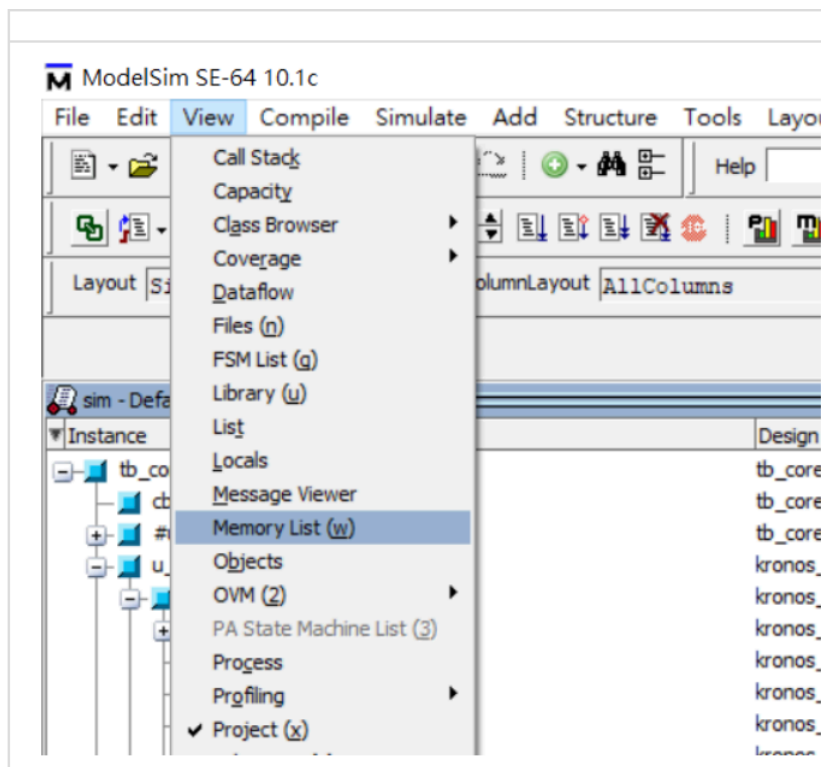 ModelSim SE-64 10.1c
File Edit View Compile Simulate Add Structure Tools Layou
Help
Call Stack
Capacity
Class Browser
Coverage
Layout Si olumnLayout AllColumns
Dataflow
Files (n)
FSM List (g)
Library (u)
sim - Defa
List
Instance Design
Locals
tb_co tb_core
Message Viewer
cb tb_core
Memory List (w)
tb_core
Objects
u_ kronos_
OVM (2)
kronos_
PA State Machine List (3)
kronos_
Process
kronos_
Profiling
kronos_
Project (x)
kronos_